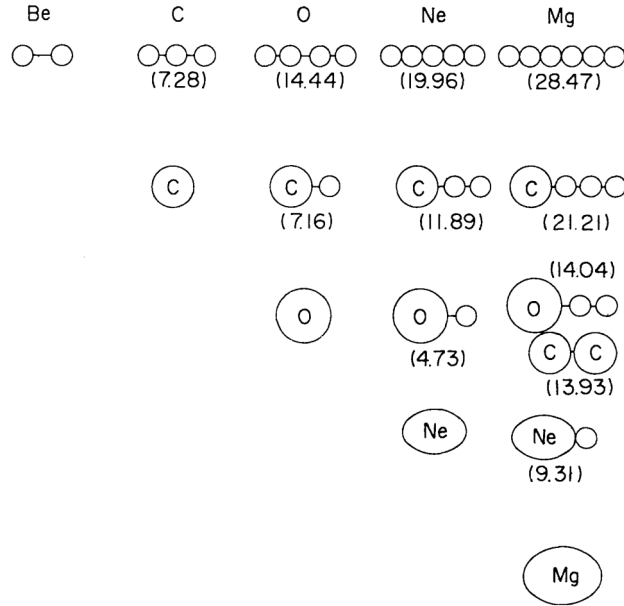 Be C O Ne Mg
(7.28) (14.44) (19.96) (28.47)
C C C C
(7.16) (11.89) (21.21)
(14.04)
O O O
C C
(4.73)
(13.93)
Ne Ne
(9.31)
Mg